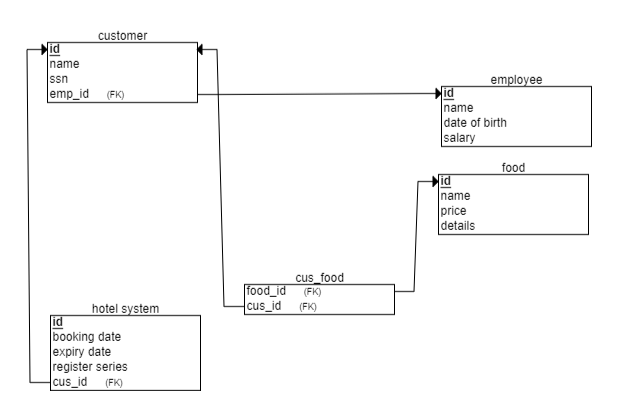 customer
id
name
ssn
emp_id (FK)
employee
id
name
date of birth
salary
food
id
name
price
details
cus_food
food_id (FK)
cus_id (FK)
hotel system
id
booking date
expiry date
register series
cus_id (FK)